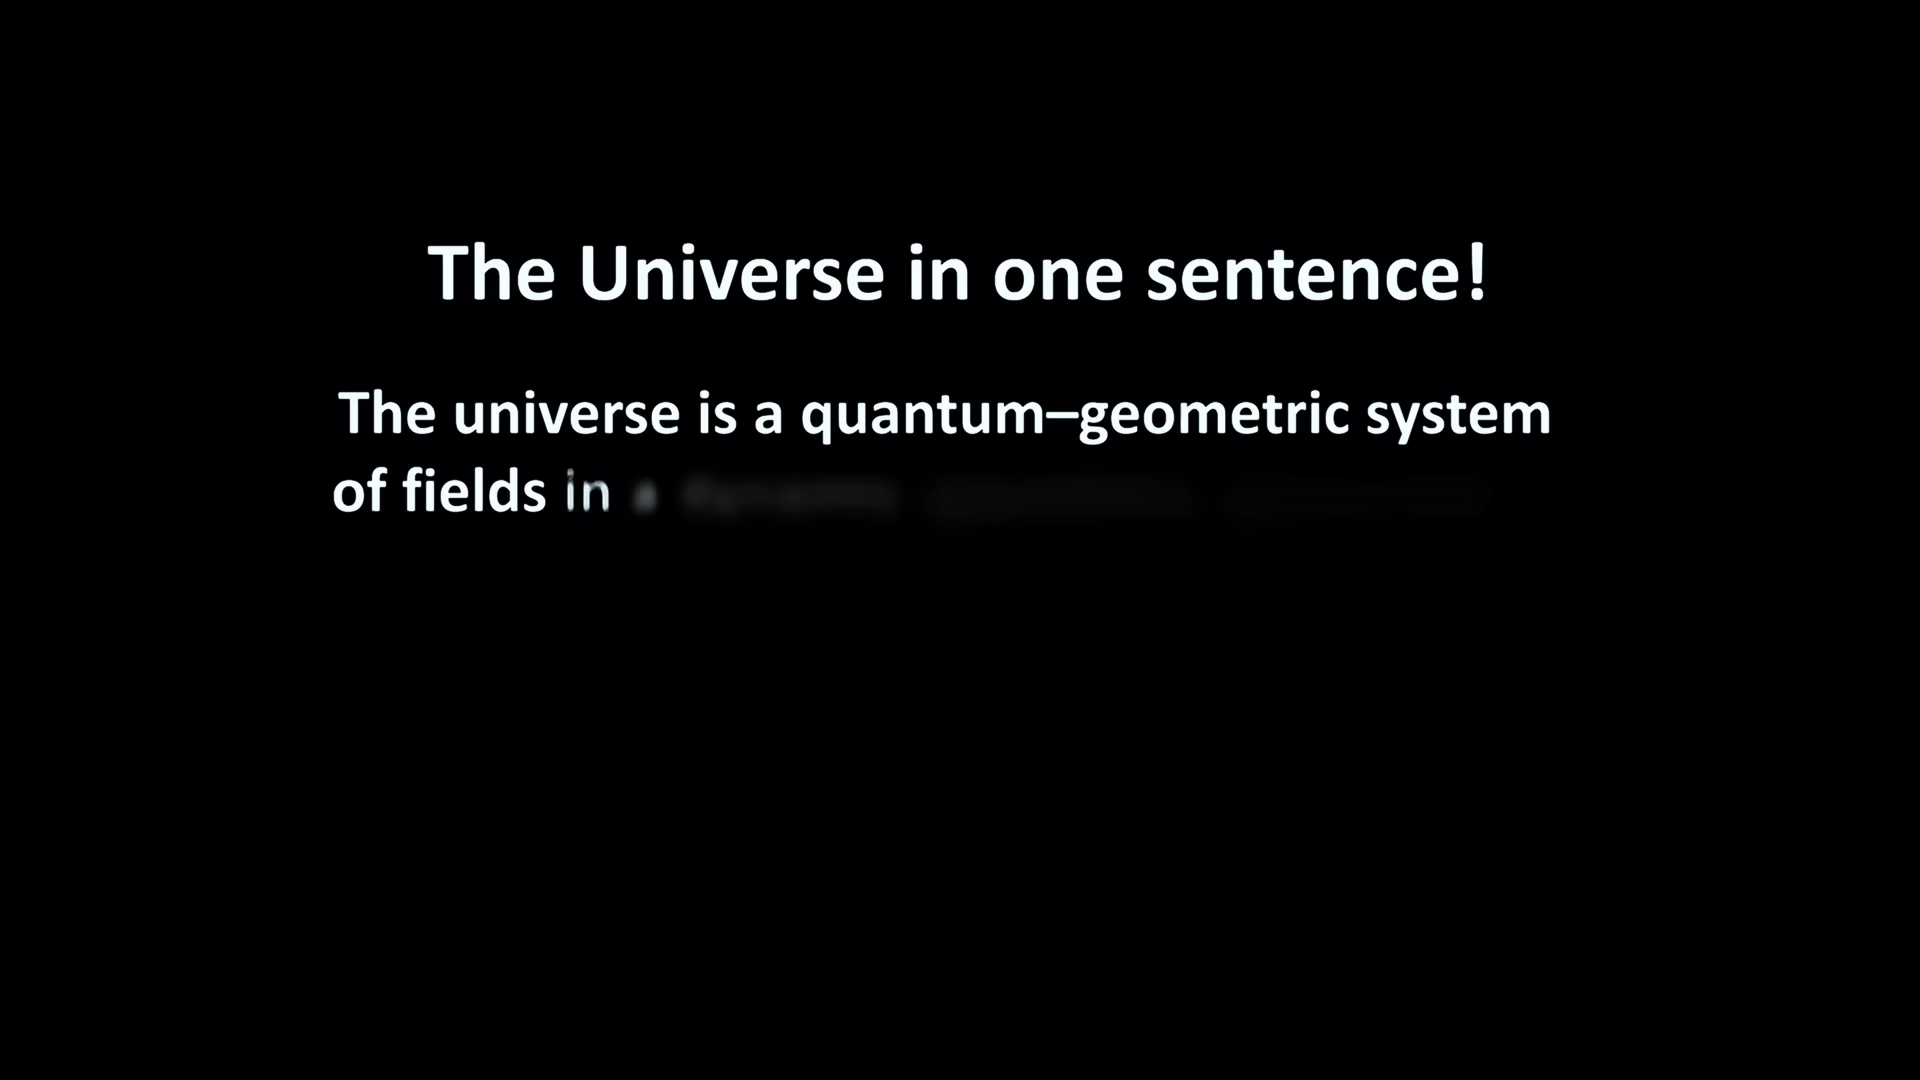 The Universe in one sentence!
The universe is a quantum–geometric system
of fields in a